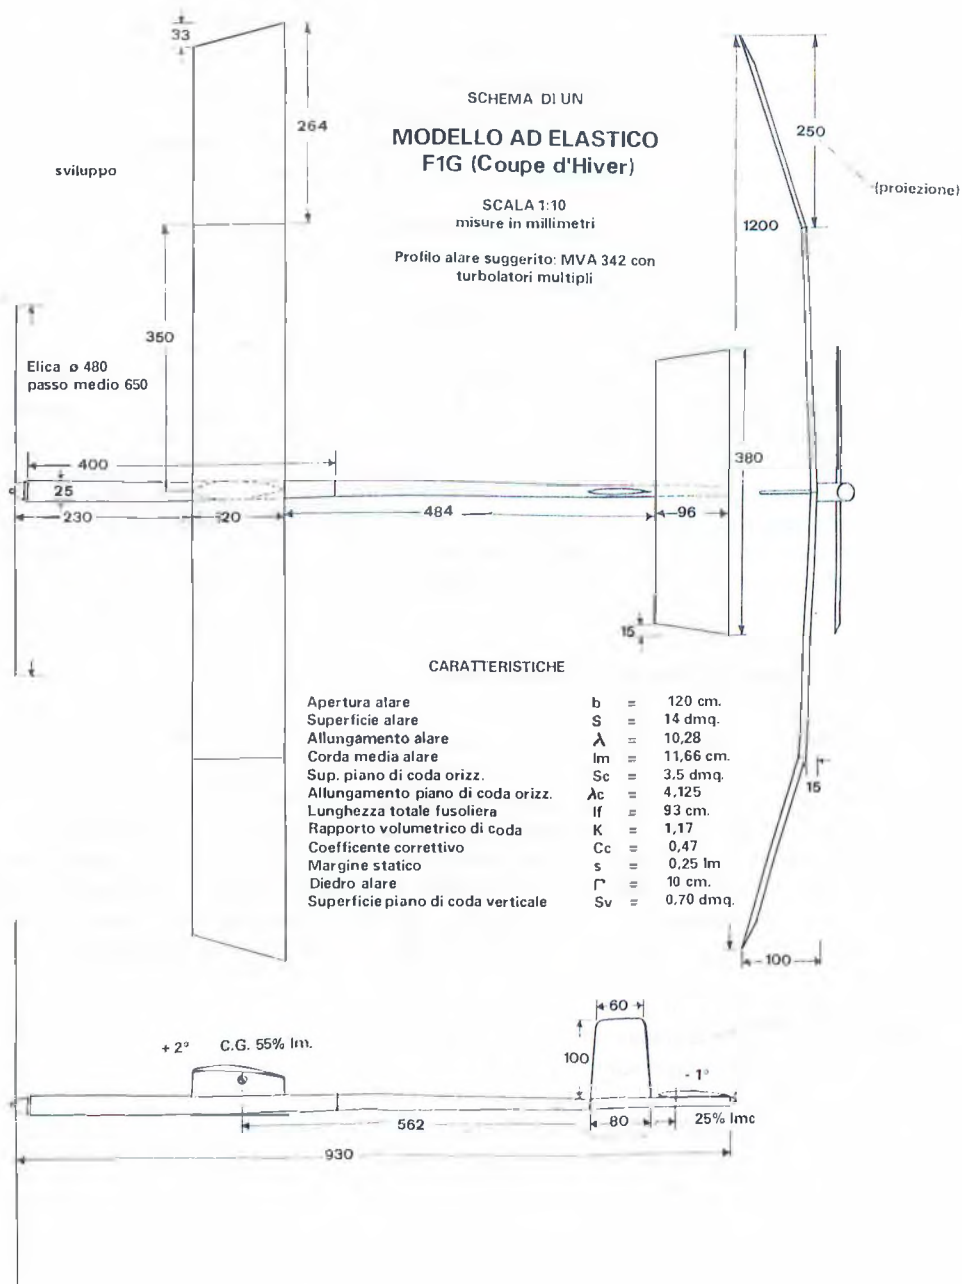 33
264
sviluppo
SCHEMA DI UN
MODELLO AD ELASTICO
F1G (Coupe d'Hiver)
SCALA 1:10
misure in millimetri
Profilo alare suggerito: MVA 342 con
turbolatori multipli
250
(proiezione)
1200
350
Elica ø 480
passo medio 650
400
25
230
120
484
96
380
15
CARATTERISTICHE
Apertura alare b = 120 cm.
Superficie alare S = 14 dmq.
Allungamento alare λ = 10,28
Corda media alare lm = 11,66 cm.
Sup. piano di coda orizz. Sc = 3,5 dmq.
Allungamento piano di coda orizz. λc = 4,125
Lunghezza totale fusoliera lf = 93 cm.
Rapporto volumetrico di coda K = 1,17
Coefficente correttivo Cc = 0,47
Margine statico s = 0,25 lm
Diedro alare Γ = 10 cm.
Superficie piano di coda verticale Sv = 0,70 dmq.
15
100
+ 2° C.G. 55% lm.
60
100
- 1°
562
80
25% lmc
930